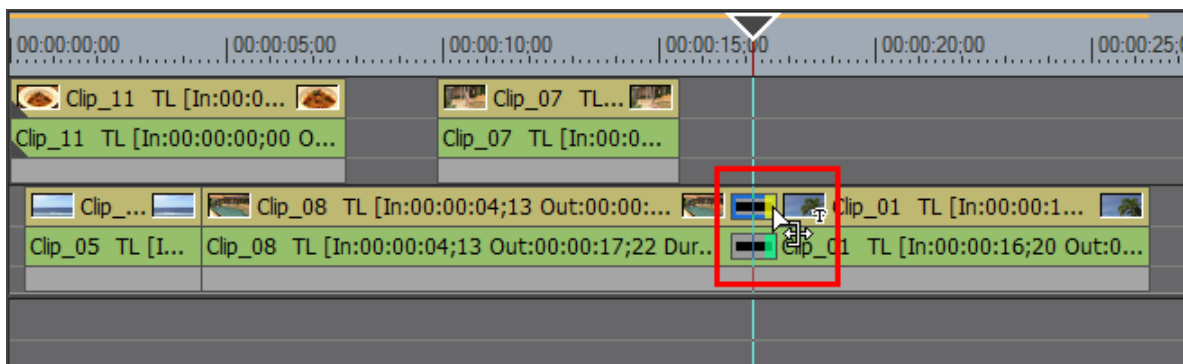 00:00:00;00 00:00:05;00 00:00:10;00 00:00:15;00 00:00:20;00 00:00:25;0
Clip_11 TL [In:00:0... Clip_07 TL...
Clip_11 TL [In:00:00:00;00 O... Clip_07 TL [In:00:0...
Clip_... Clip_08 TL [In:00:00:04;13 Out:00:00:... Clip_01 TL [In:00:00:1...
T
Clip_05 TL [I... Clip_08 TL [In:00:00:04;13 Out:00:00:17;22 Dur... Clip_01 TL [In:00:00:16;20 Out:0...